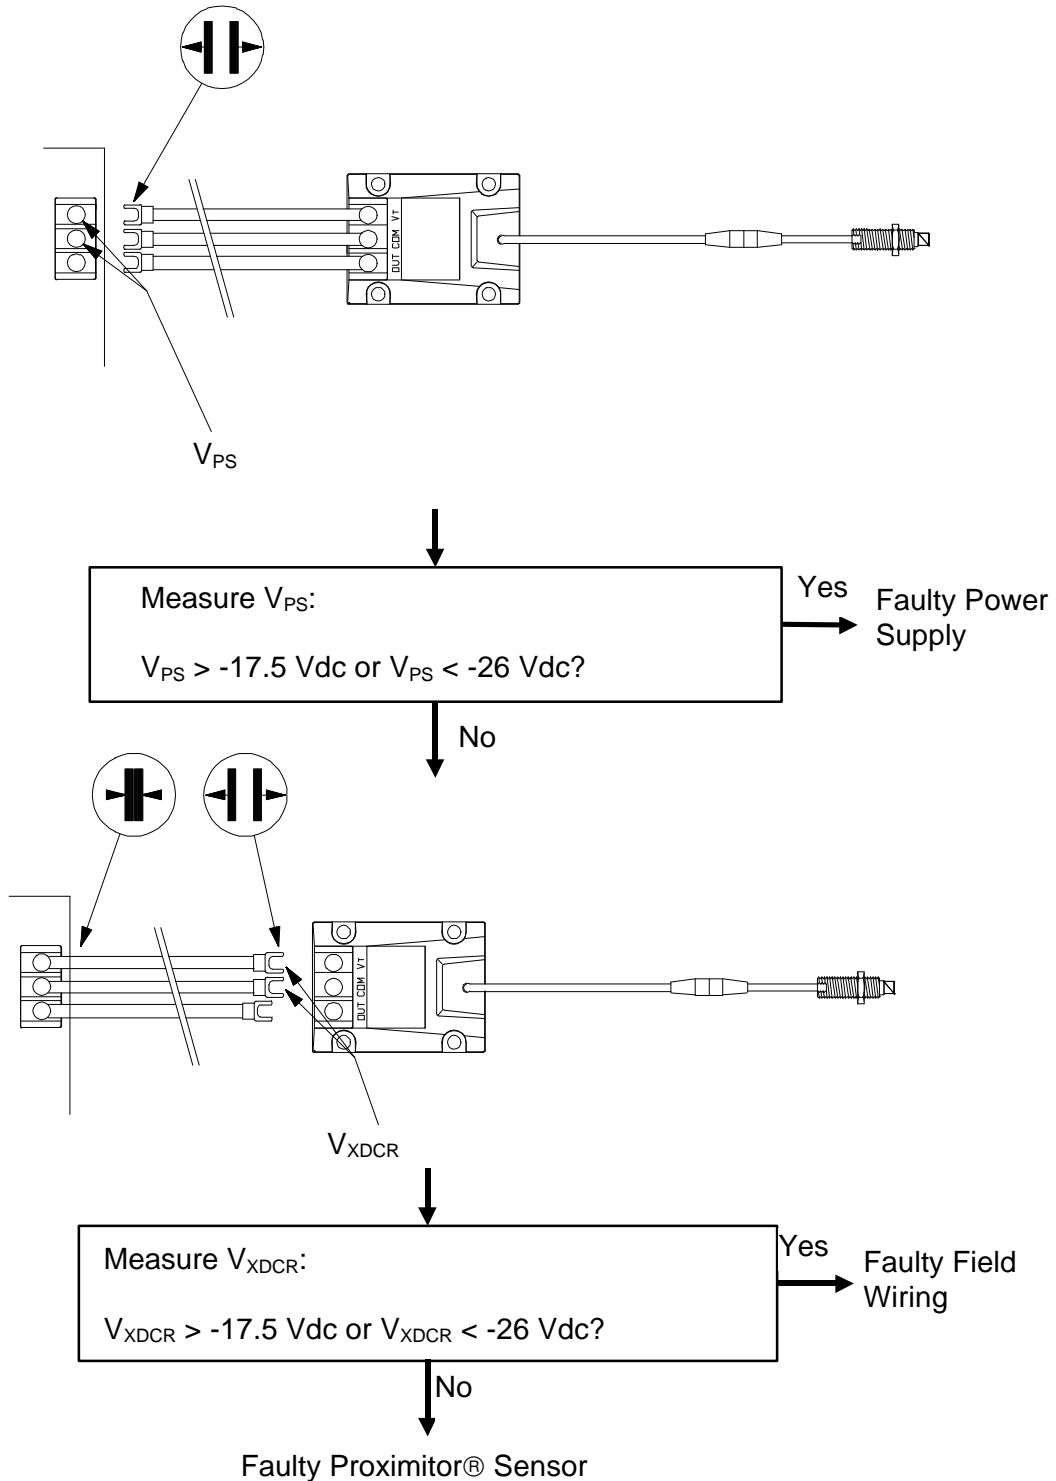 OUT COM VT
VPS
Measure VPS:
Yes
Faulty Power
Supply
VPS > -17.5 Vdc or VPS < -26 Vdc?
No
OUT COM VT
VXDCR
Measure VXDCR:
Yes
Faulty Field
Wiring
VXDCR > -17.5 Vdc or VXDCR < -26 Vdc?
No
Faulty Proximitor® Sensor